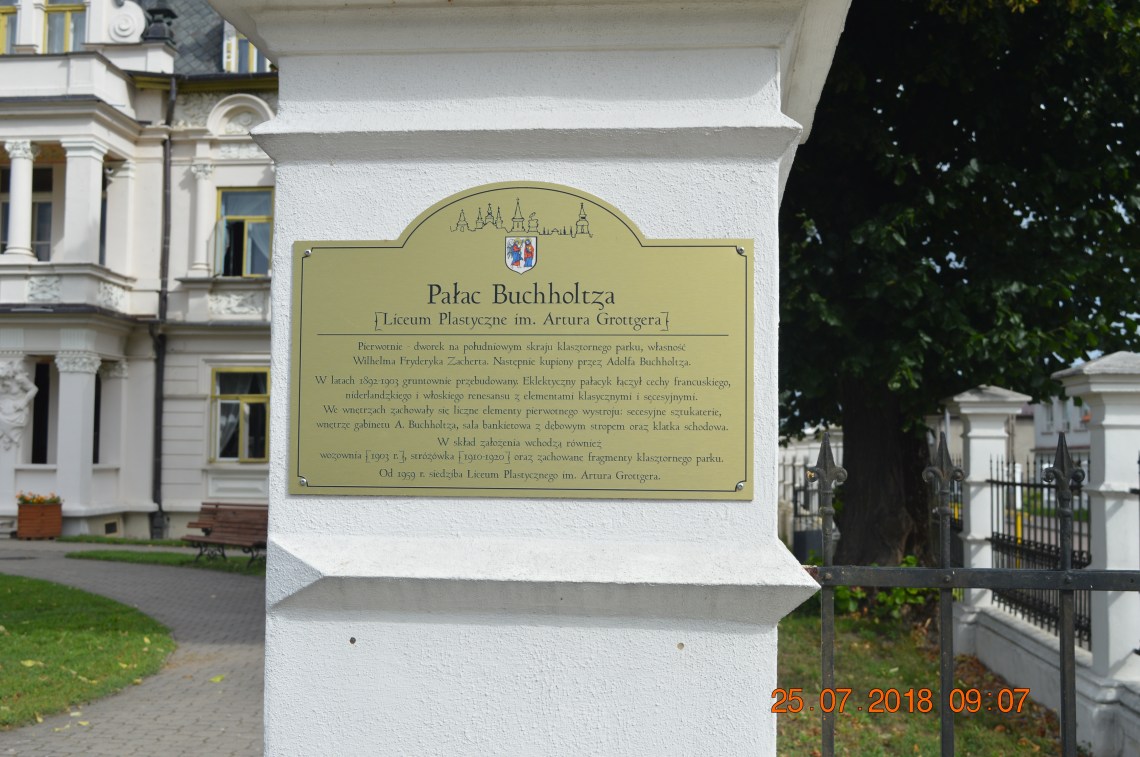 Pałac Buchholtza
[Liceum Plastyczne im. Artura Grottgera]
Pierwotnie - dworek na południowym skraju klasztornego parku, własność
Wilhelma Fryderyka Zacherta. Następnie kupiony przez Adolfa Buchholtza.
W latach 1892-1903 gruntownie przebudowany. Eklektyczny pałacyk łączył cechy francuskiego,
niderlandzkiego i włoskiego renesansu z elementami klasycznymi i secesyjnymi.
We wnętrzach zachowały się liczne elementy pierwotnego wystroju: secesyjne sztukaterie,
wnętrze gabinetu A. Buchholtza, sala bankietowa z dębowym stropem oraz klatka schodowa.
W skład założenia wchodzą również
wozownia [1903 r.], stróżówka [1910-1920] oraz zachowane fragmenty klasztornego parku.
Od 1959 r. siedziba Liceum Plastycznego im. Artura Grottgera.
25.07.2018 09:07